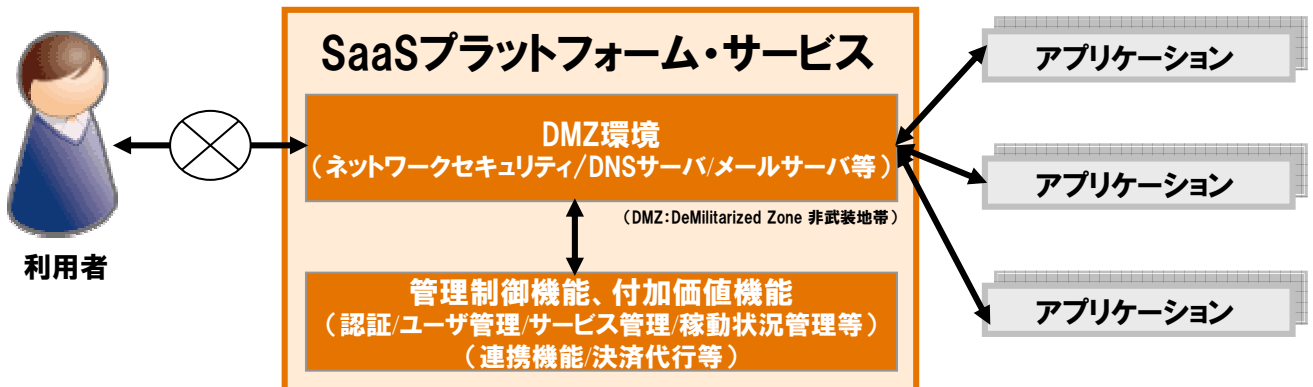 SaaSプラットフォーム・サービス
DMZ環境
（ネットワークセキュリティ/DNSサーバ/メールサーバ等）
（DMZ：DeMilitarized Zone 非武装地帯）
管理制御機能、付加価値機能
（認証/ユーザ管理/サービス管理/稼動状況管理等）
（連携機能/決済代行等）
利用者
アプリケーション
アプリケーション
アプリケーション